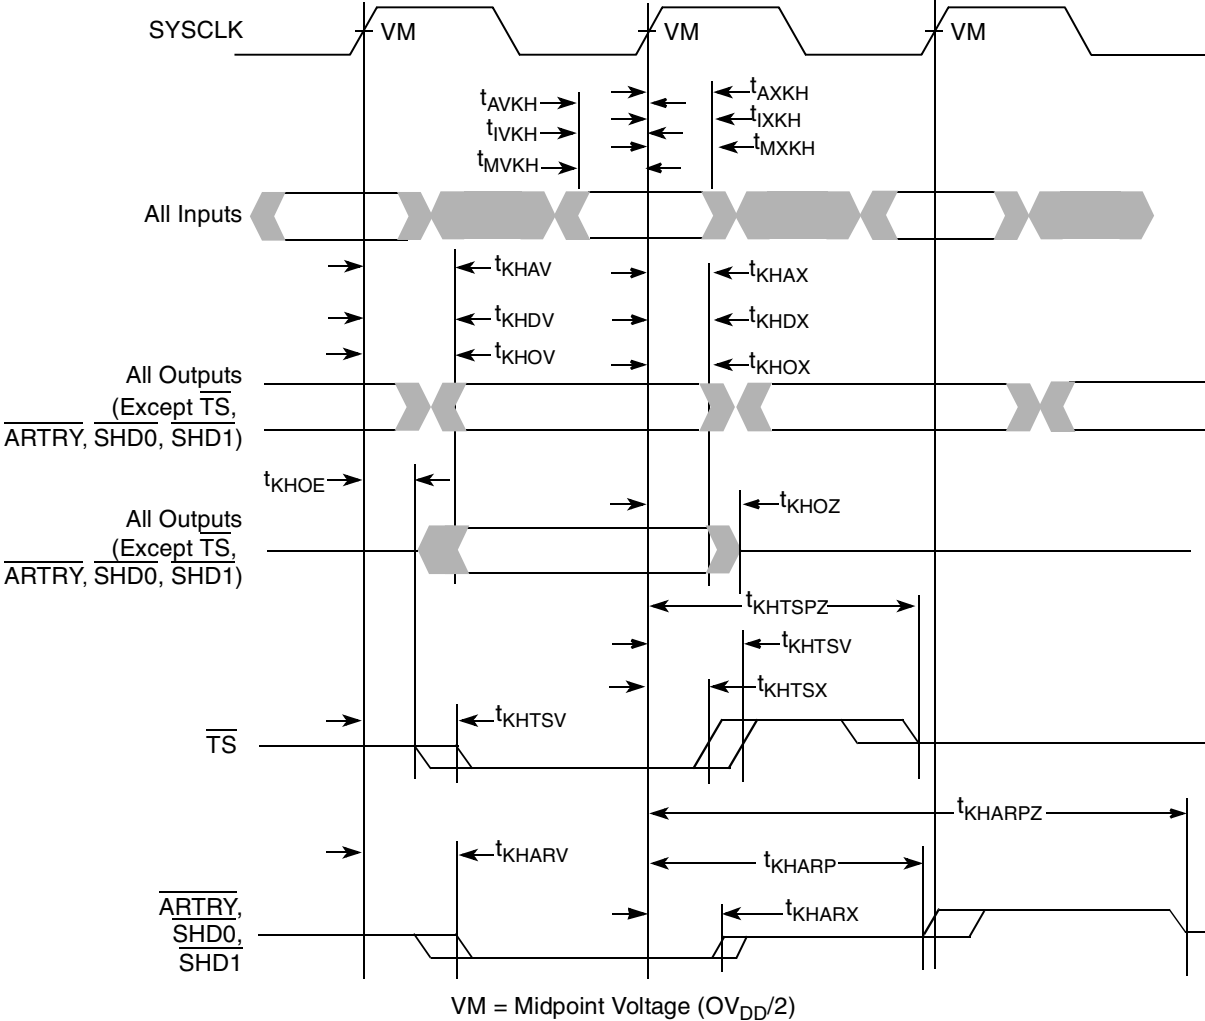 SYSCLK
VM
VM
VM
tAVKH
tAXKH
tIVKH
tIXKH
tMVKH
tMXKH
All Inputs
tKHAV
tKHAX
tKHDV
tKHDX
tKHOV
tKHOX
All Outputs
(Except TS,
ARTRY, SHD0, SHD1)
tKHOE
tKHOZ
All Outputs
(Except TS,
ARTRY, SHD0, SHD1)
tKHTSPZ
tKHTSV
tKHTSX
tKHTSV
TS
tKHARPZ
tKHARV
tKHARP
tKHARX
ARTRY,
SHD0,
SHD1
VM = Midpoint Voltage (OVDD/2)